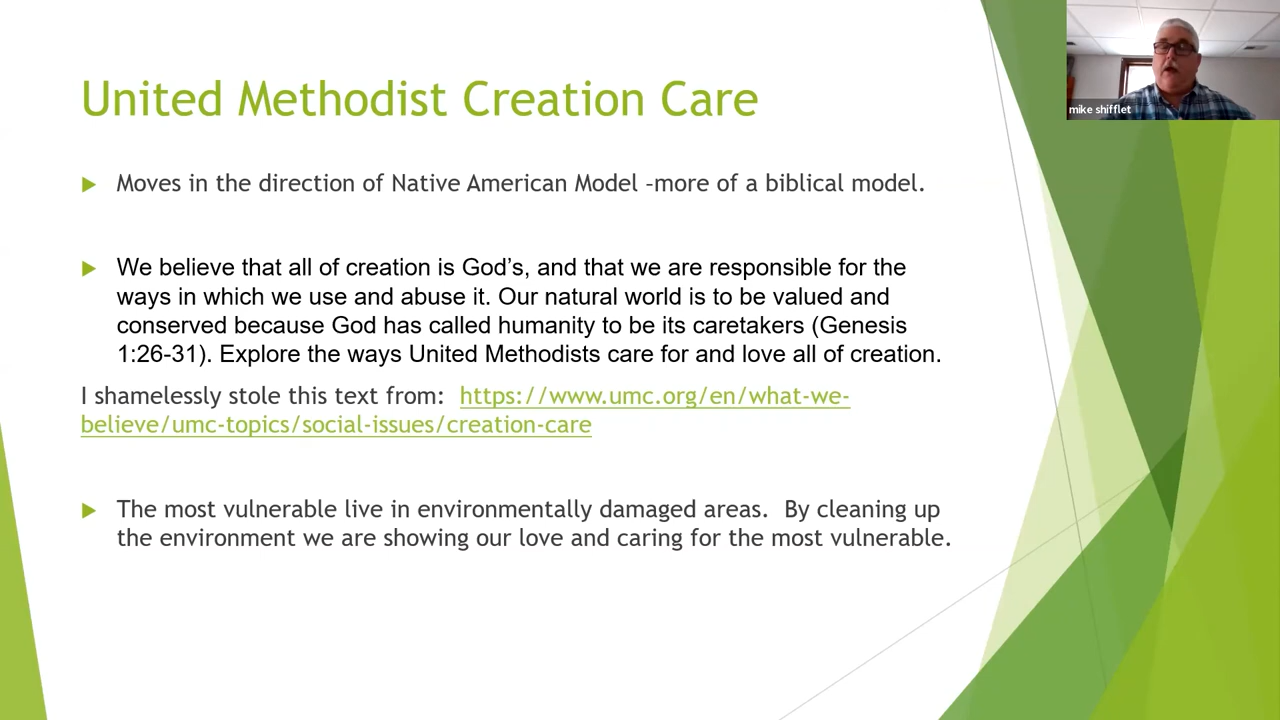 United Methodist Creation Care
mike shifflet
Moves in the direction of Native American Model –more of a biblical model.
We believe that all of creation is God’s, and that we are responsible for the
ways in which we use and abuse it. Our natural world is to be valued and
conserved because God has called humanity to be its caretakers (Genesis
1:26-31). Explore the ways United Methodists care for and love all of creation.
I shamelessly stole this text from: https://www.umc.org/en/what-we-
believe/umc-topics/social-issues/creation-care
The most vulnerable live in environmentally damaged areas. By cleaning up
the environment we are showing our love and caring for the most vulnerable.